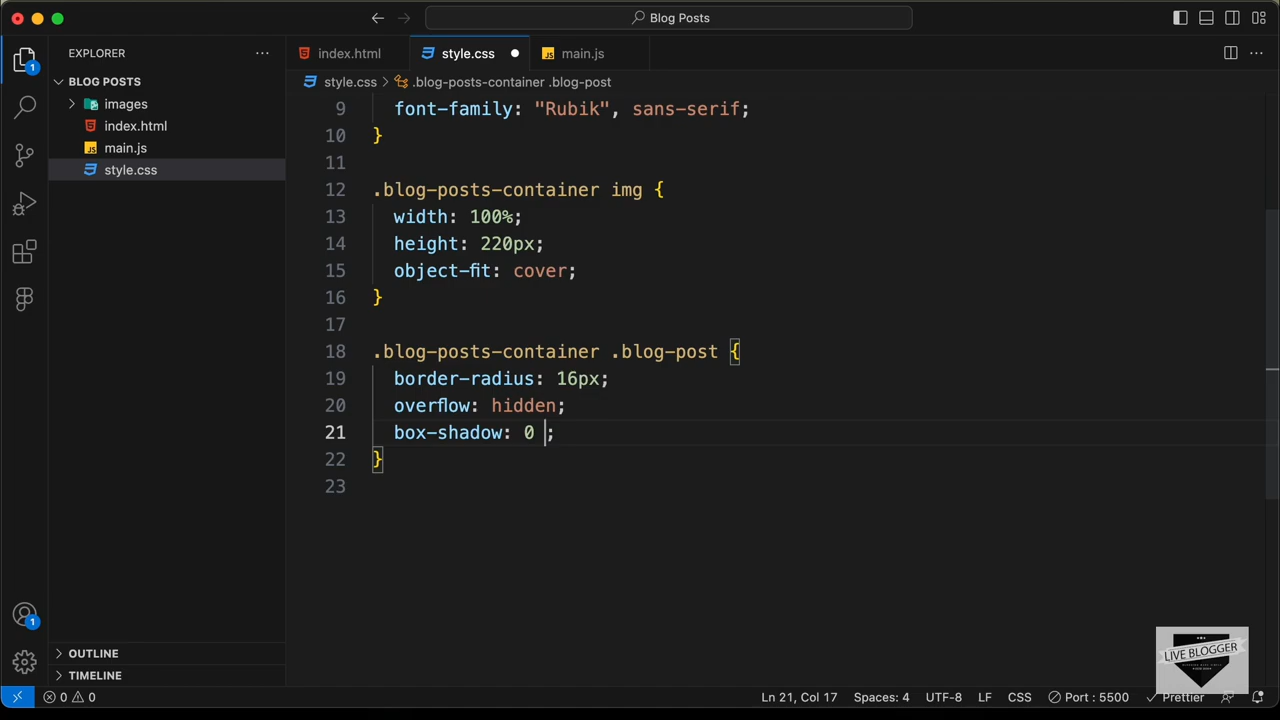 Blog Posts
EXPLORER
index.html
style.css
main.js
BLOG POSTS
images
index.html
main.js
style.css
style.css > .blog-posts-container .blog-post
9 font-family: "Rubik", sans-serif;
10 }
11
12 .blog-posts-container img {
13 width: 100%;
14 height: 220px;
15 object-fit: cover;
16 }
17
18 .blog-posts-container .blog-post {
19 border-radius: 16px;
20 overflow: hidden;
21 box-shadow: 0 ;
22 }
23
1
1
OUTLINE
TIMELINE
LIVE BLOGGER
0 0
Ln 21, Col 17
Spaces: 4
UTF-8
LF
CSS
Port : 5500
Prettier